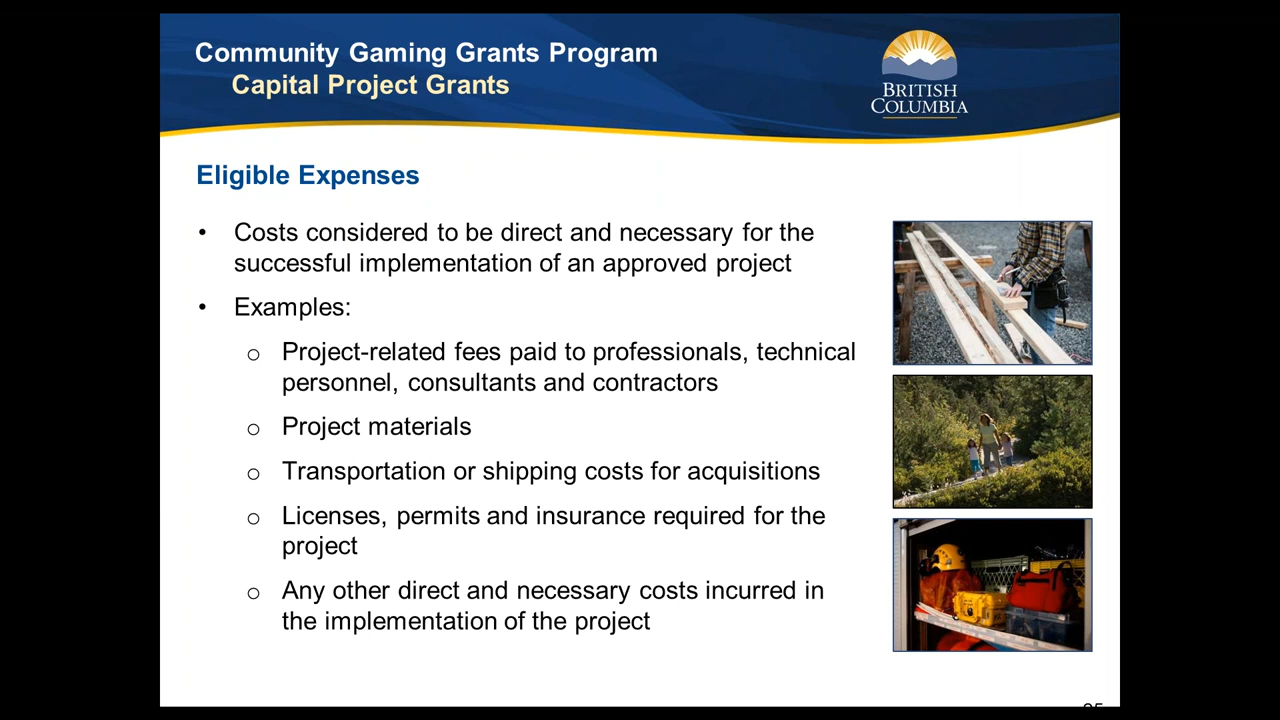 Community Gaming Grants Program
Capital Project Grants
BRITISH
COLUMBIA
Eligible Expenses
• Costs considered to be direct and necessary for the
successful implementation of an approved project
• Examples:
o Project-related fees paid to professionals, technical
personnel, consultants and contractors
o Project materials
o Transportation or shipping costs for acquisitions
o Licenses, permits and insurance required for the
project
o Any other direct and necessary costs incurred in
the implementation of the project